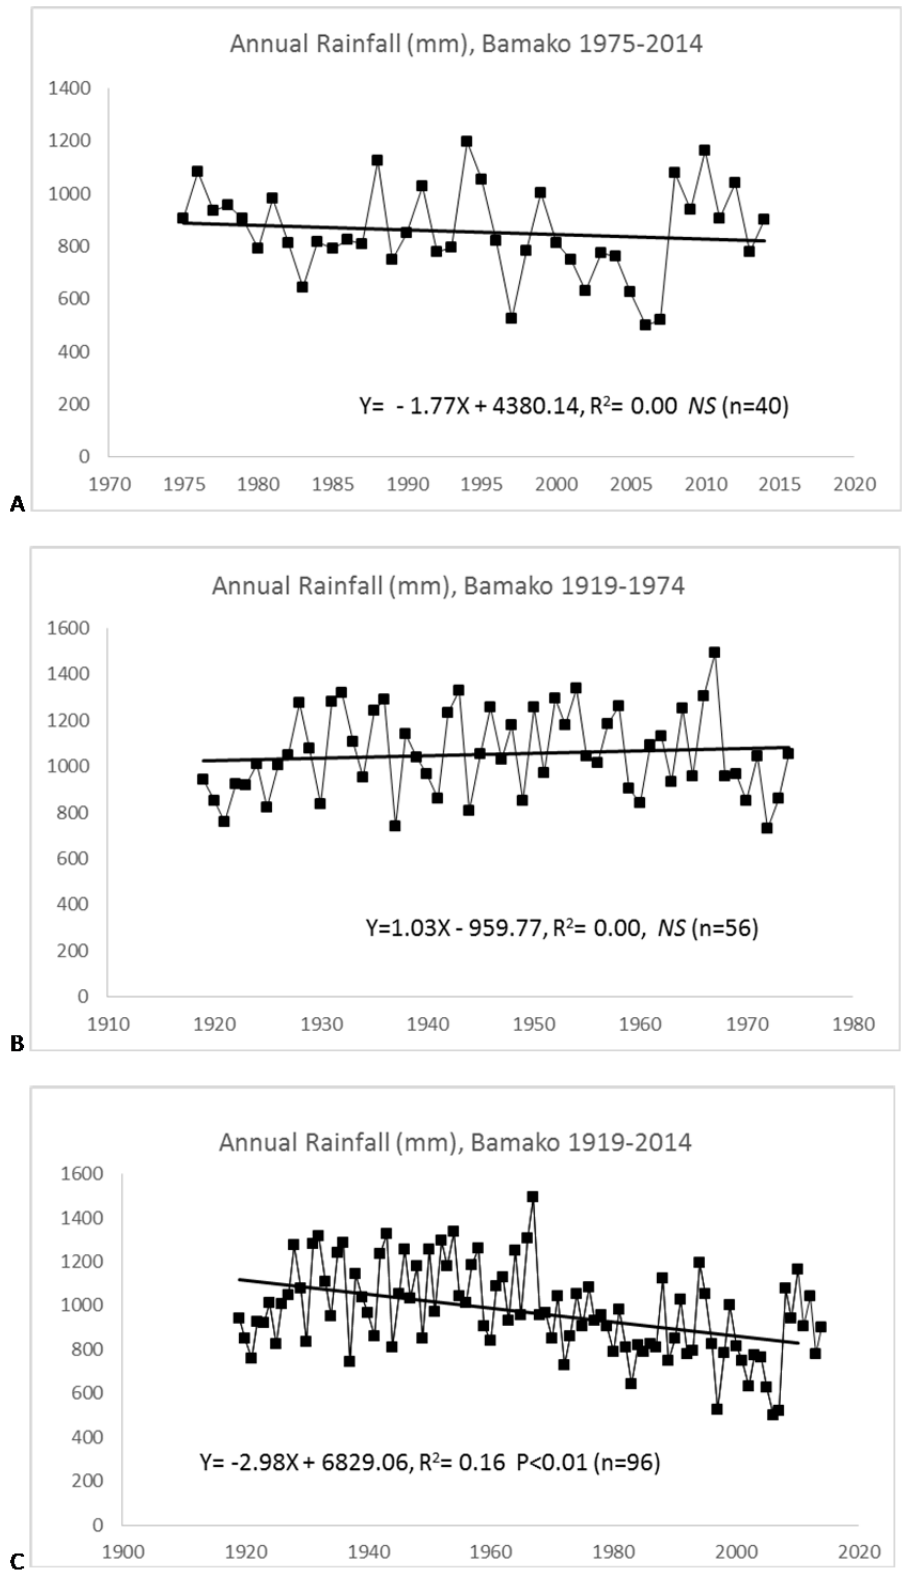 Annual Rainfall (mm), Bamako 1975-2014
1400
1200
1000
800
600
400
200
0
Y=  - 1.77X + 4380.14, R²= 0.00  NS (n=40)
1970 1975 1980 1985 1990 1995 2000 2005 2010 2015 2020
A
Annual Rainfall (mm), Bamako 1919-1974
1600
1400
1200
1000
800
600
400
200
0
Y=1.03X - 959.77, R²= 0.00,  NS (n=56)
1910 1920 1930 1940 1950 1960 1970 1980
B
Annual Rainfall (mm), Bamako 1919-2014
1600
1400
1200
1000
800
600
400
200
0
Y= -2.98X + 6829.06, R²= 0.16  P<0.01 (n=96)
1900 1920 1940 1960 1980 2000 2020
C